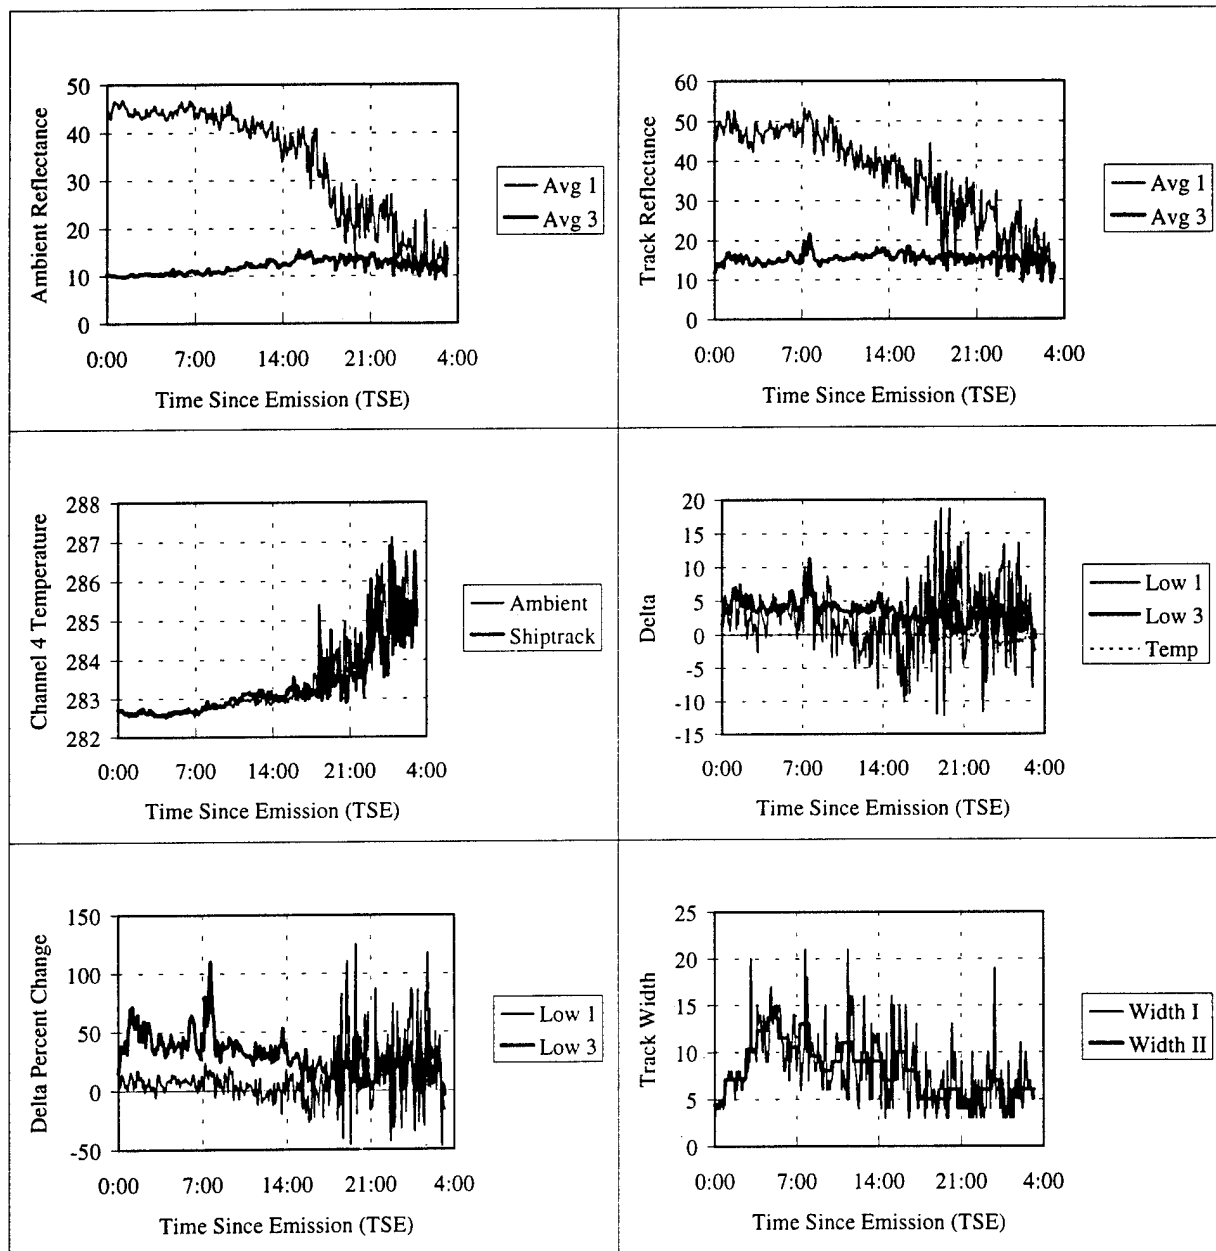 Ambient Reflectance
50
40
30
20
10
0
0:00 7:00 14:00 21:00 4:00
Time Since Emission (TSE)
Avg 1
Avg 3
Track Reflectance
60
50
40
30
20
10
0
0:00 7:00 14:00 21:00 4:00
Time Since Emission (TSE)
Avg 1
Avg 3
Channel 4 Temperature
288
287
286
285
284
283
282
0:00 7:00 14:00 21:00 4:00
Time Since Emission (TSE)
Ambient
Shiptrack
Delta
20
15
10
5
0
-5
-10
-15
0:00 7:00 14:00 21:00 4:00
Time Since Emission (TSE)
Low 1
Low 3
Temp
Delta Percent Change
150
100
50
0
-50
0:00 7:00 14:00 21:00 4:00
Time Since Emission (TSE)
Low 1
Low 3
Track Width
25
20
15
10
5
0
0:00 7:00 14:00 21:00 4:00
Time Since Emission (TSE)
Width I
Width II